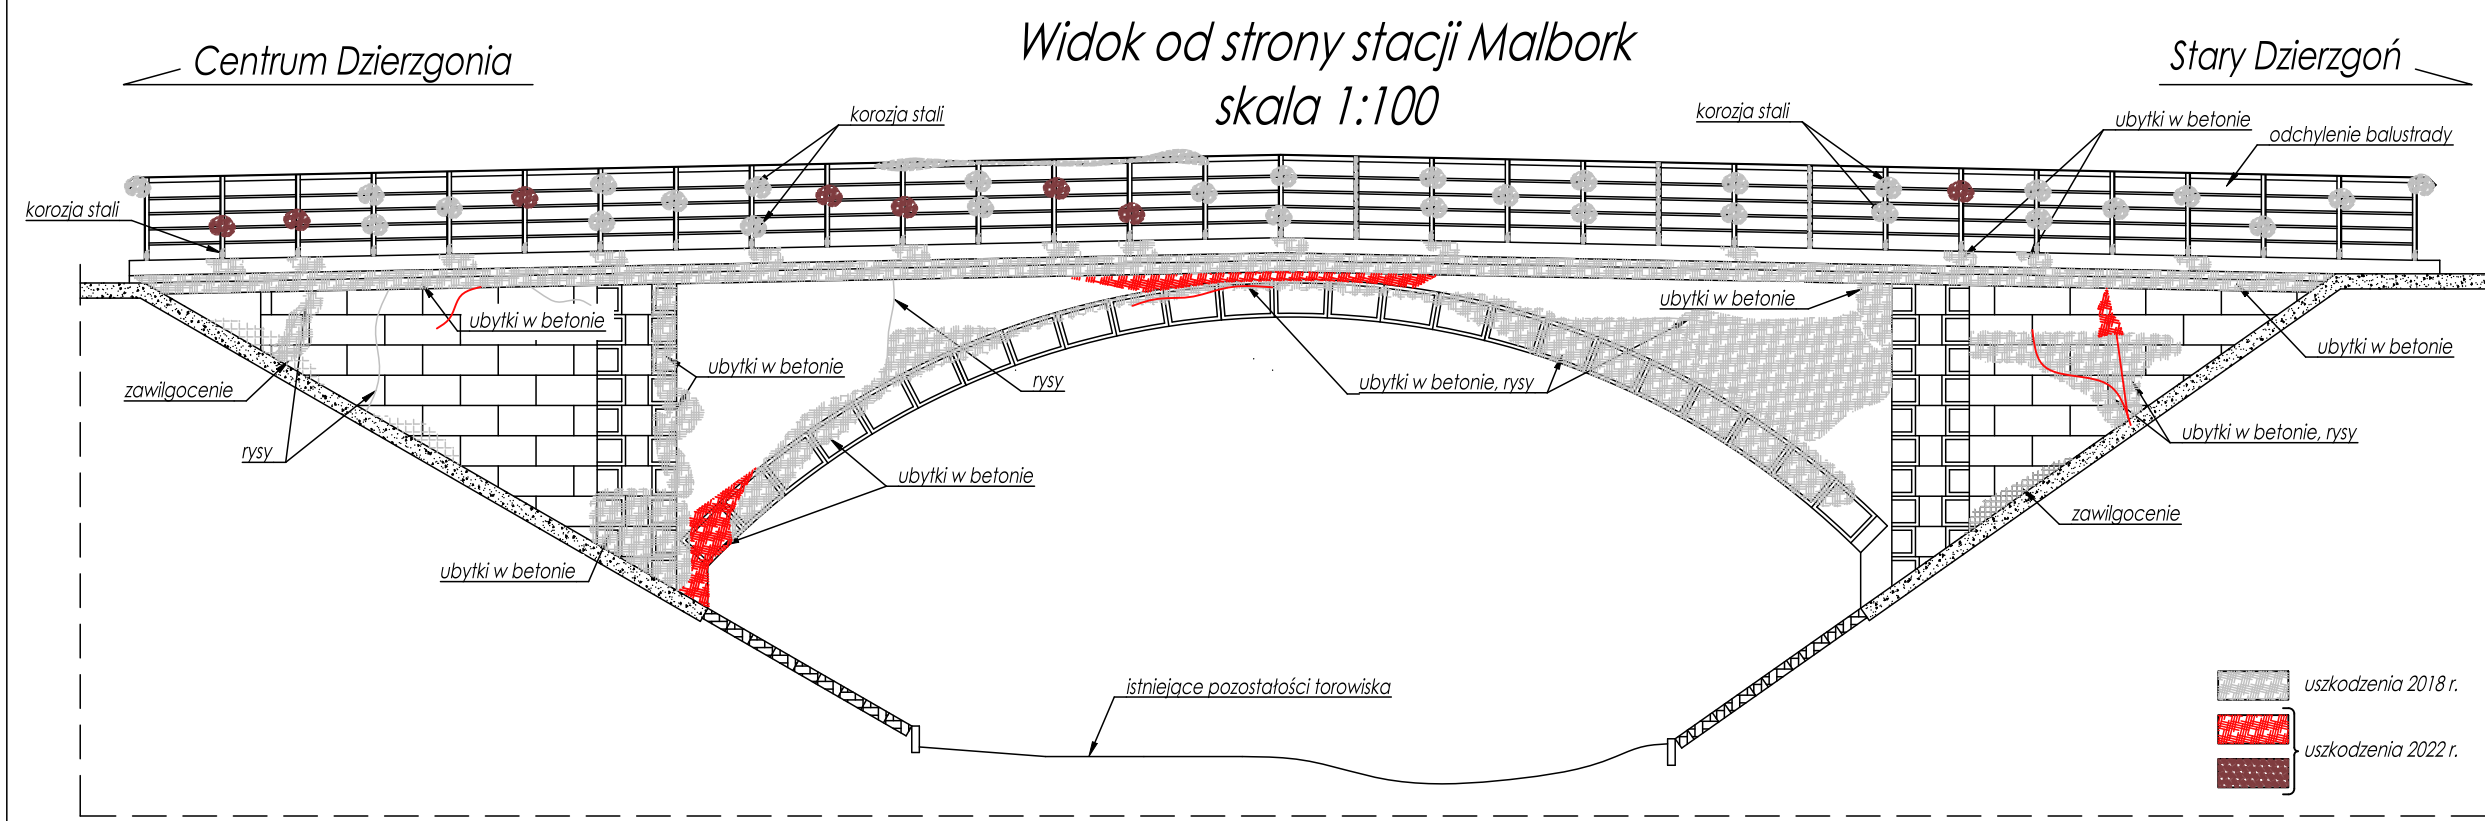 Widok od strony stacji Malbork
skala 1:100
Centrum Dzierzgonia
Stary Dzierzgoń
korozja stali
korozja stali
ubytki w betonie
odchylenie balustrady
korozja stali
ubytki w betonie
ubytki w betonie
ubytki w betonie
zawilgocenie
ubytki w betonie
rysy
ubytki w betonie, rysy
ubytki w betonie
rysy
ubytki w betonie, rysy
ubytki w betonie
zawilgocenie
ubytki w betonie
istniejące pozostałości torowiska
uszkodzenia 2018 r.
uszkodzenia 2022 r.